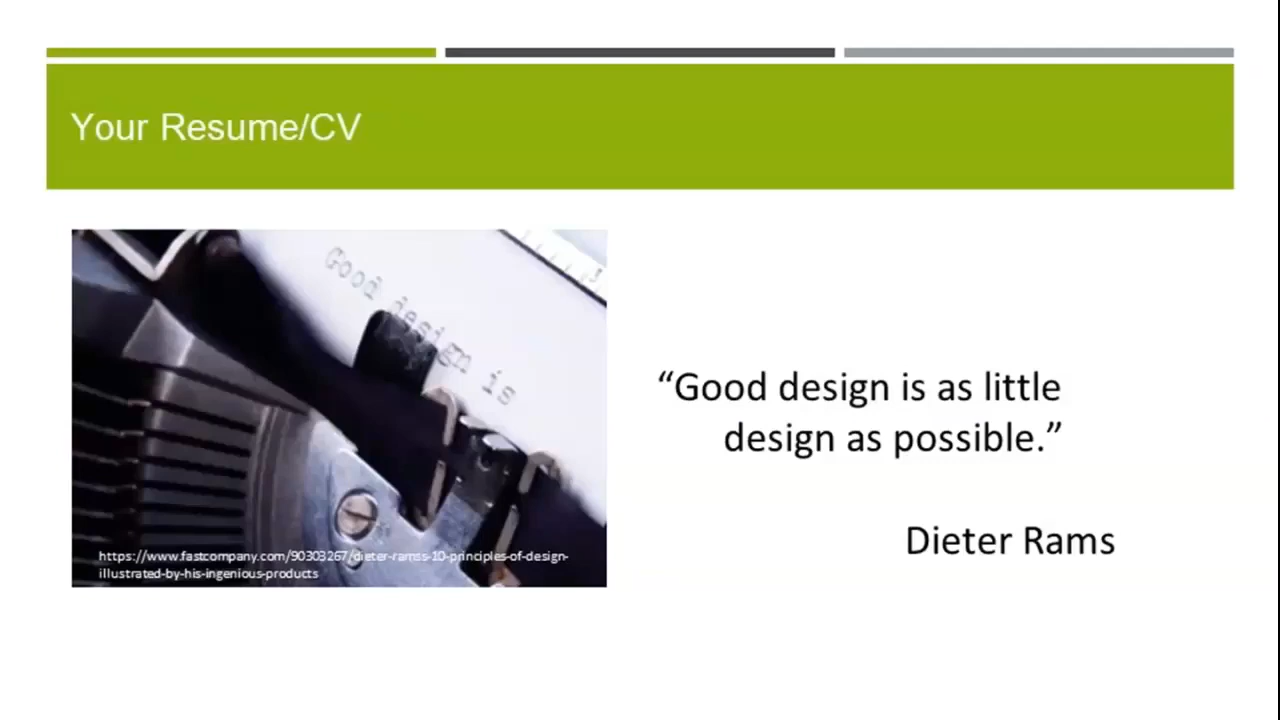 Your Resume/CV
Good design is
“Good design is as little
design as possible.”
Dieter Rams
https://www.fastcompany.com/90303267/dieter-ramss-10-principles-of-design-
illustrated-by-his-ingenious-products